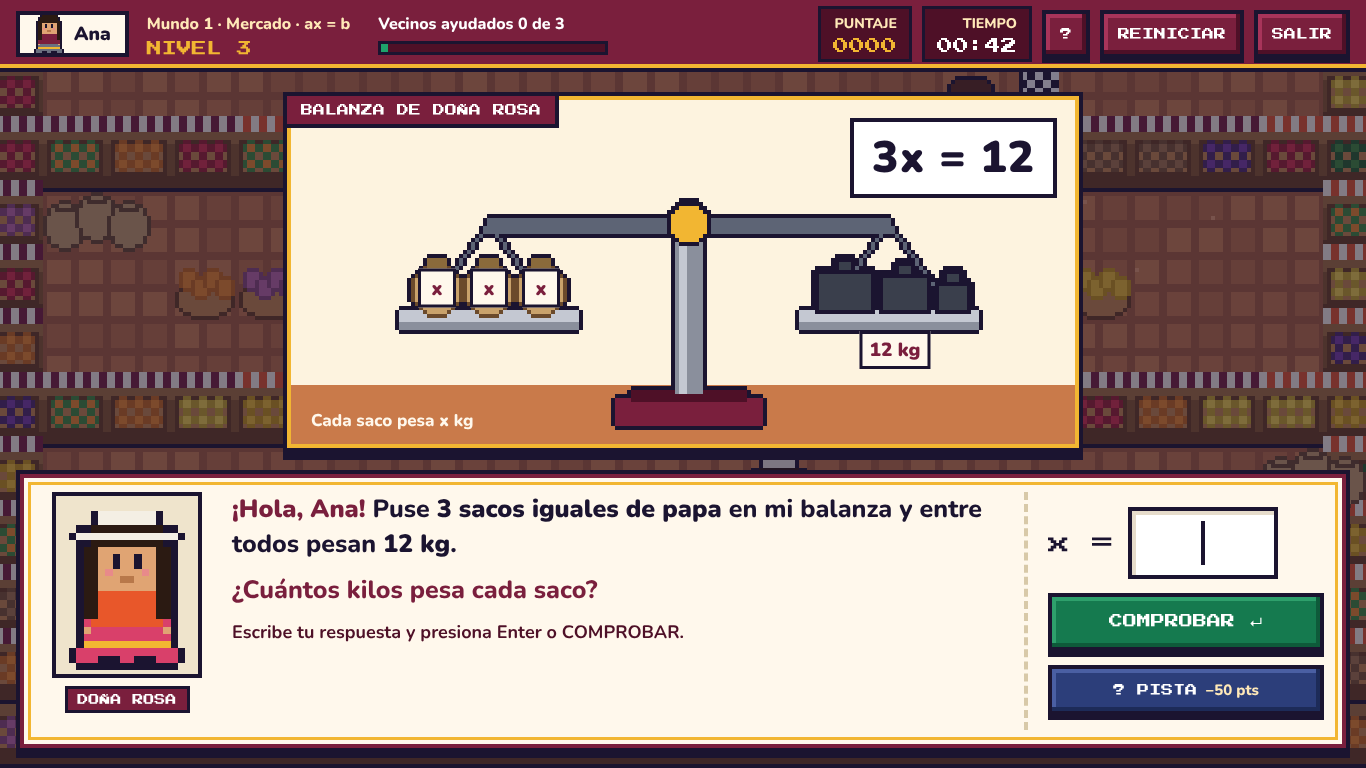 Ana
Mundo 1 · Mercado · ax = b
NIVEL 3
Vecinos ayudados 0 de 3
PUNTAJE
0000
TIEMPO
00:42
?
REINICIAR
SALIR
BALANZA DE DOÑA ROSA
3x = 12
x x x
12 kg
Cada saco pesa x kg
¡Hola, Ana! Puse 3 sacos iguales de papa en mi balanza y entre
todos pesan 12 kg.
¿Cuántos kilos pesa cada saco?
Escribe tu respuesta y presiona Enter o COMPROBAR.
DOÑA ROSA
x =
COMPROBAR ↵
? PISTA −50 pts